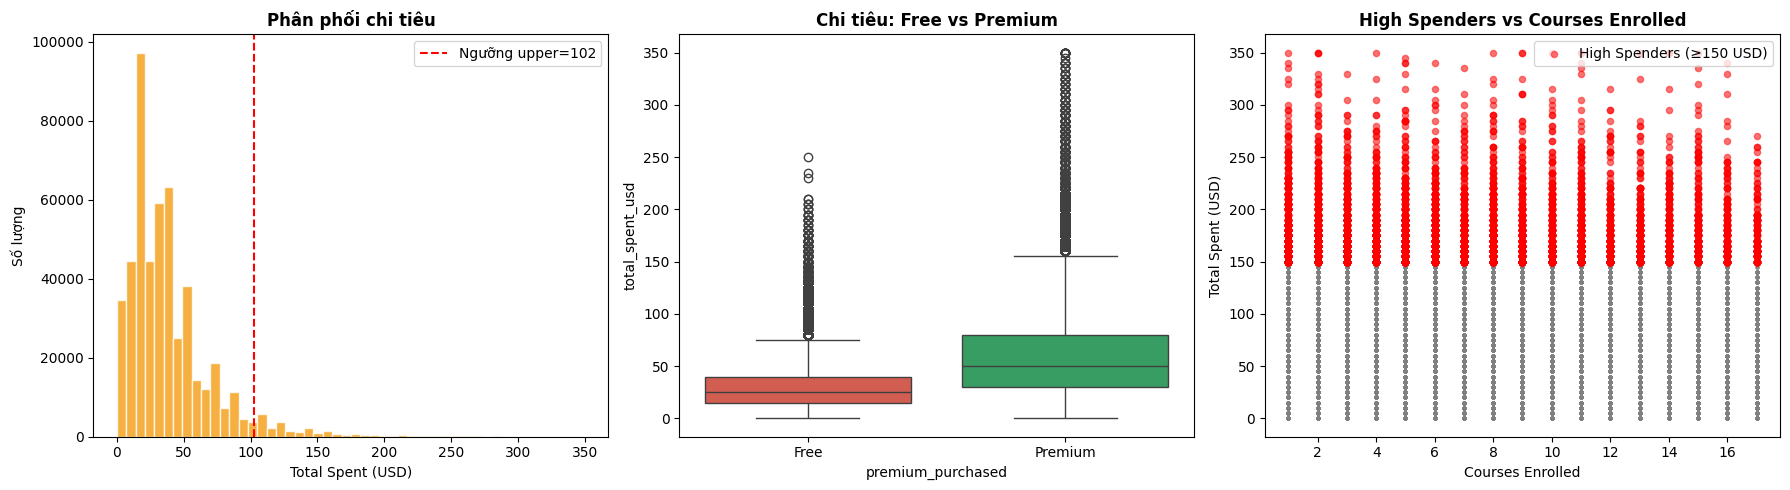 Phân phối chi tiêu
100000
80000
60000
40000
20000
0
Số lượng
Ngưỡng upper=102
0 50 100 150 200 250 300 350
Total Spent (USD)
Chi tiêu: Free vs Premium
350
300
250
200
150
100
50
0
total_spent_usd
Free Premium
premium_purchased
High Spenders vs Courses Enrolled
350
300
250
200
150
100
50
0
Total Spent (USD)
High Spenders (≥150 USD)
2 4 6 8 10 12 14 16
Courses Enrolled